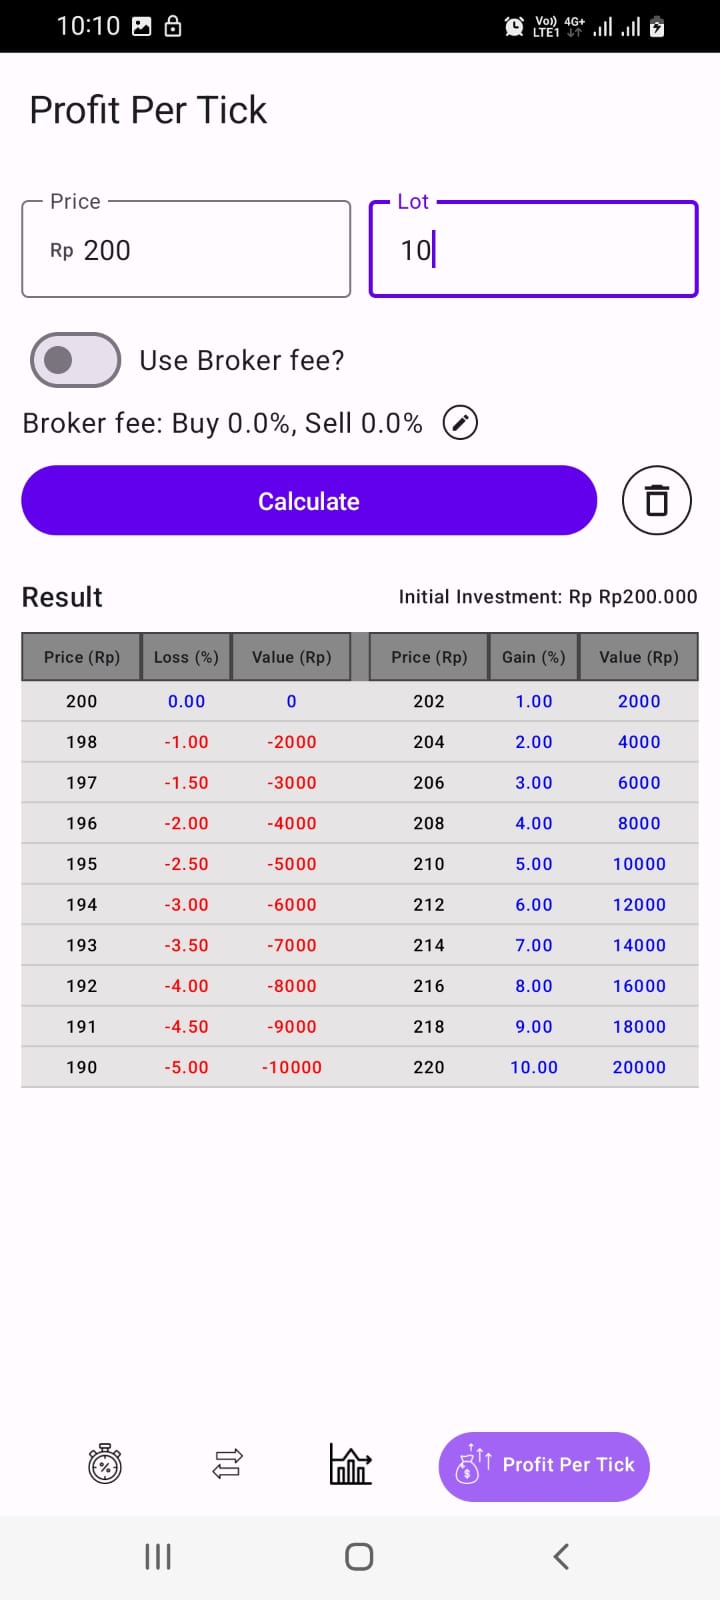 10:10 Vo)) LTE1 4G+
Profit Per Tick
Price Lot
Rp 200 10
Use Broker fee?
Broker fee: Buy 0.0%, Sell 0.0%
Calculate
Result Initial Investment: Rp Rp200.000
Price (Rp) Loss (%) Value (Rp) Price (Rp) Gain (%) Value (Rp)
200 0.00 0 202 1.00 2000
198 -1.00 -2000 204 2.00 4000
197 -1.50 -3000 206 3.00 6000
196 -2.00 -4000 208 4.00 8000
195 -2.50 -5000 210 5.00 10000
194 -3.00 -6000 212 6.00 12000
193 -3.50 -7000 214 7.00 14000
192 -4.00 -8000 216 8.00 16000
191 -4.50 -9000 218 9.00 18000
190 -5.00 -10000 220 10.00 20000
Profit Per Tick